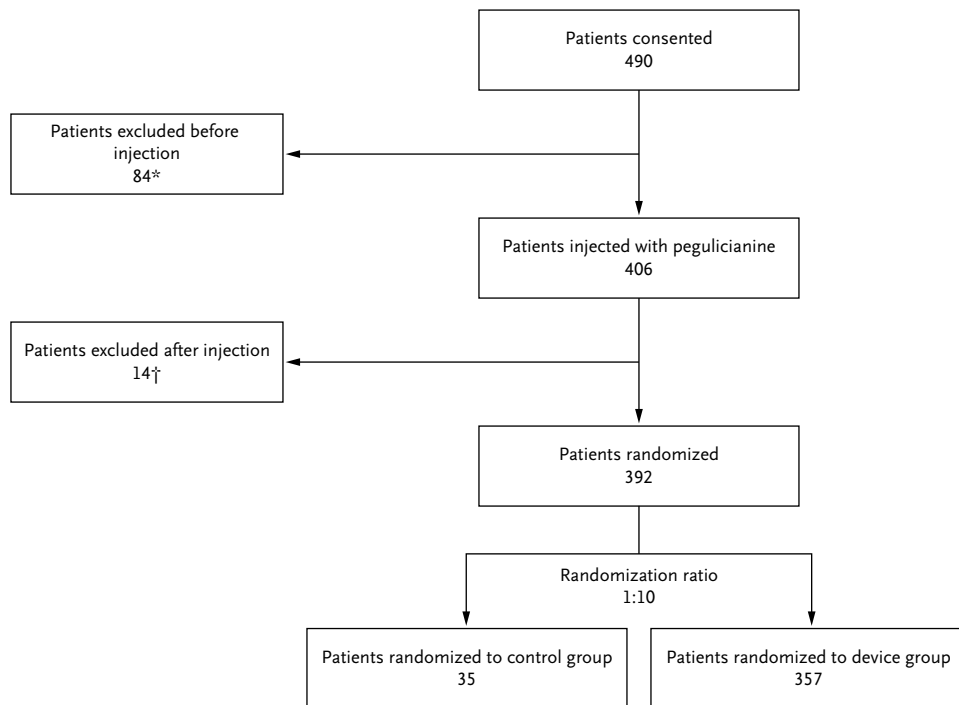 Patients consented
490
Patients excluded before
injection
84*
Patients injected with pegulicianine
406
Patients excluded after injection
14†
Patients randomized
392
Randomization ratio
1:10
Patients randomized to control group
35
Patients randomized to device group
357